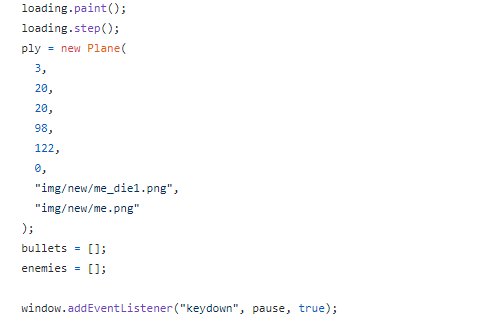 loading.paint();
loading.step();
ply = new Plane(
  3,
  20,
  20,
  98,
  122,
  0,
  "img/new/me_die1.png",
  "img/new/me.png"
);
bullets = [];
enemies = [];

window.addEventListener("keydown", pause, true);